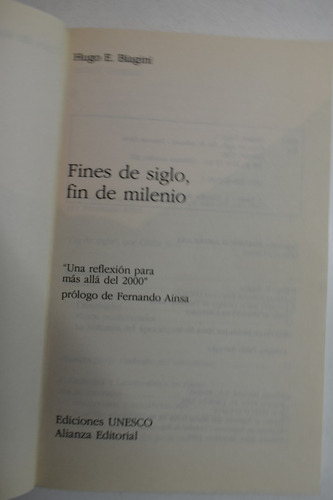 Hugo E. Biagini
Fines de siglo,
fin de milenio
"Una reflexión para
más allá del 2000"
prólogo de Fernando Ainsa
Ediciones UNESCO
Alianza Editorial